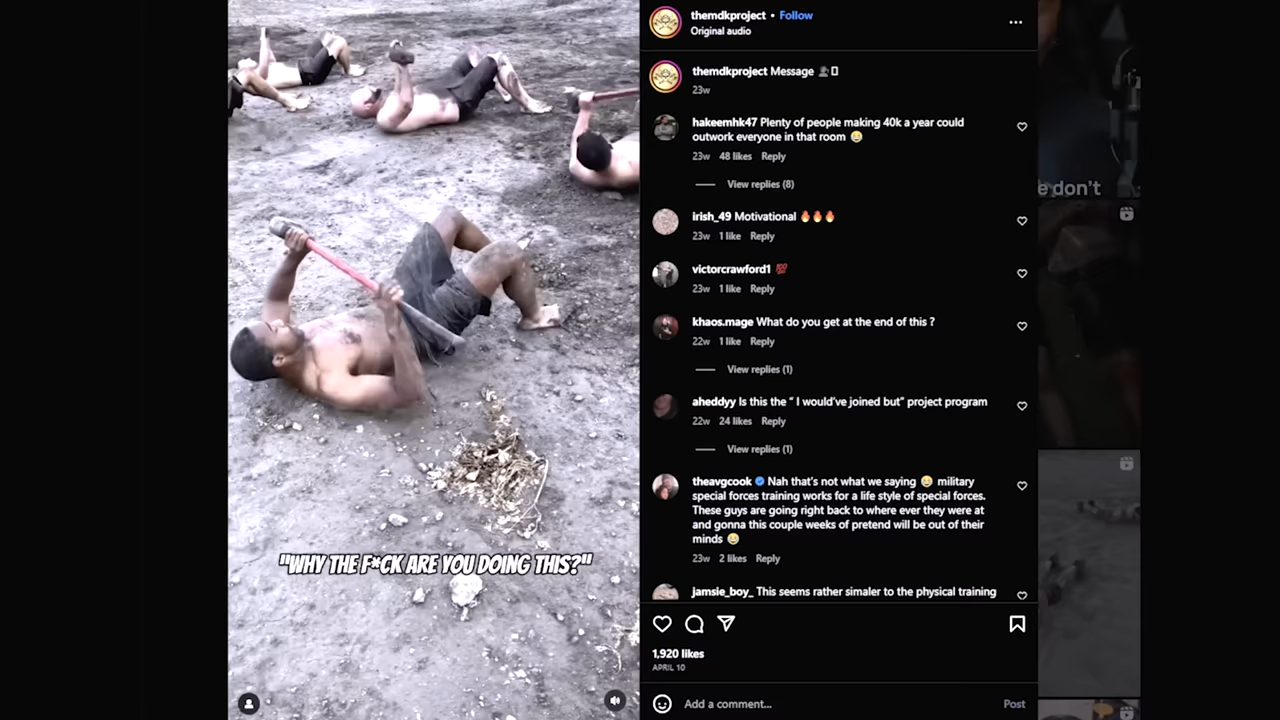 "WHY THE F*CK ARE YOU DOING THIS?"
themdkproject • Follow
Original audio
themdkproject Message
23w
hakeemhk47 Plenty of people making 40k a year could
outwork everyone in that room 😂
23w 48 likes Reply
View replies (8)
irish_49 Motivational 🔥🔥🔥
23w 1 like Reply
victorcrawford1 💯
23w 1 like Reply
khaos.mage What do you get at the end of this ?
22w 1 like Reply
View replies (1)
aheddyy Is this the “ I would’ve joined but” project program
22w 24 likes Reply
View replies (1)
theavgcook Nah that’s not what we saying 😂 military
special forces training works for a life style of special forces.
These guys are going right back to where ever they were at
and gonna this couple weeks of pretend will be out of their
minds 😂
23w 2 likes Reply
jamsie_boy_ This seems rather simaler to the physical training
1,920 likes
APRIL 10
Add a comment...
Post
e don't